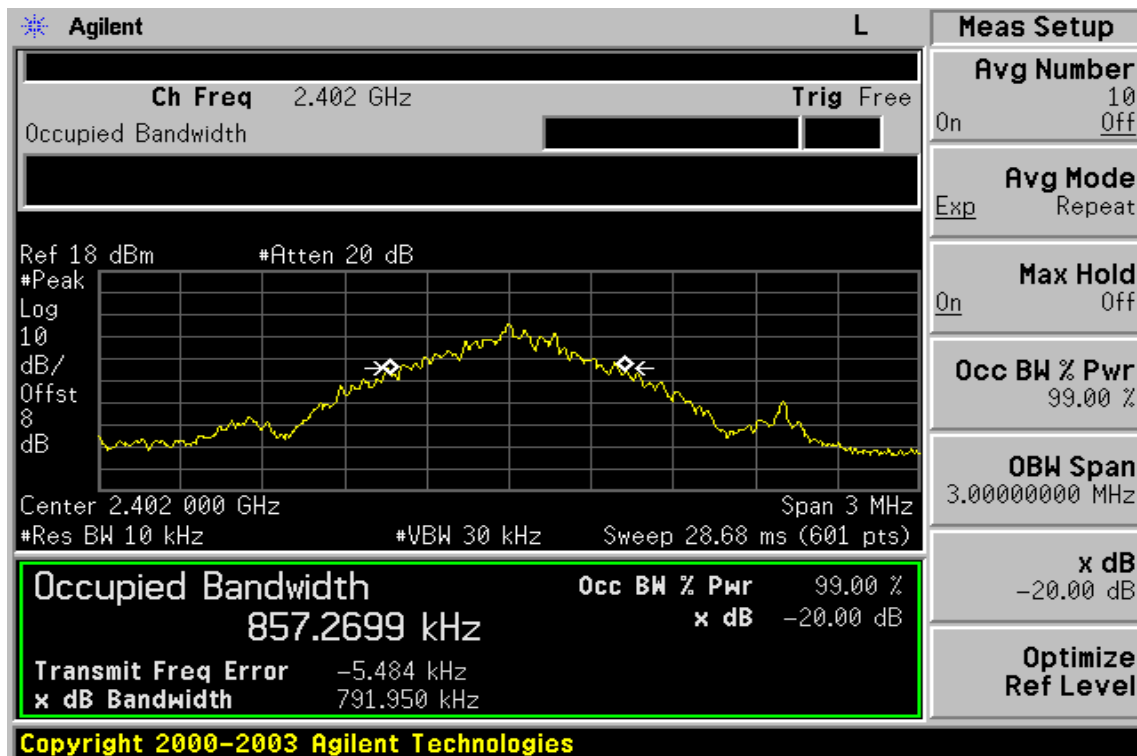 Agilent L
Ch Freq 2.402 GHz Trig Free
Occupied Bandwidth
Ref 18 dBm #Atten 20 dB
#Peak
Log
10
dB/
Offst
8
dB
Center 2.402 000 GHz Span 3 MHz
#Res BW 10 kHz #VBW 30 kHz Sweep 28.68 ms (601 pts)
Occupied Bandwidth
857.2699 kHz
Occ BW % Pwr 99.00 %
x dB -20.00 dB
Transmit Freq Error -5.484 kHz
x dB Bandwidth 791.950 kHz
Copyright 2000-2003 Agilent Technologies
Meas Setup
Avg Number
10
On Off
Avg Mode
Exp Repeat
Max Hold
On Off
Occ BW % Pwr
99.00 %
OBW Span
3.00000000 MHz
x dB
-20.00 dB
Optimize
Ref Level